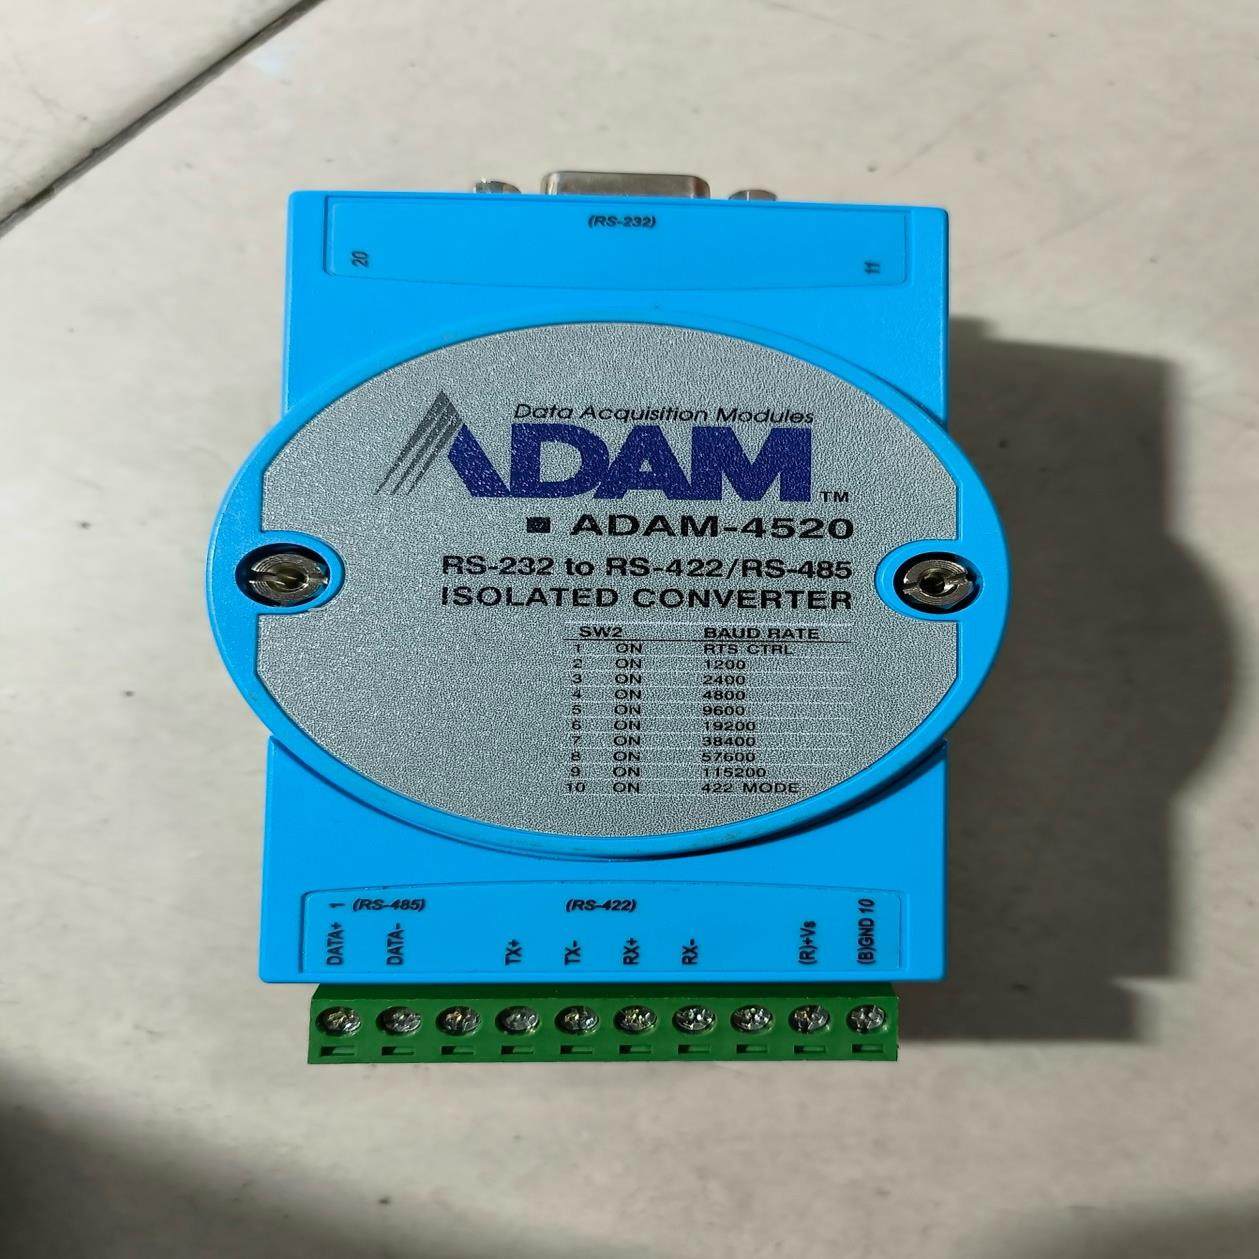 (RS-232)
20
11
Data Acquisition Modules
ADAM TM
ADAM-4520
RS-232 to RS-422/RS-485
ISOLATED CONVERTER
SW2 BAUD RATE
1 ON RTS CTRL
2 ON 1200
3 ON 2400
4 ON 4800
5 ON 9600
6 ON 19200
7 ON 38400
8 ON 57600
9 ON 115200
10 ON 422 MODE
1 (RS-485) (RS-422)
DATA+
DATA-
TX+
TX-
RX+
RX-
(R)+Vs
(B)GND 10